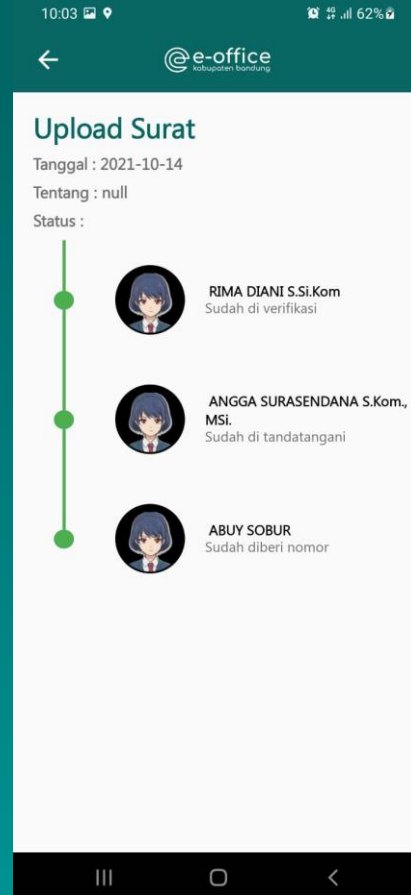 10:03 4G 62%
e-office
kabupaten bandung
Upload Surat
Tanggal : 2021-10-14
Tentang : null
Status :
RIMA DIANI S.Si.Kom
Sudah di verifikasi
ANGGA SURASENDANA S.Kom.,
MSi.
Sudah di tandatangani
ABUY SOBUR
Sudah diberi nomor